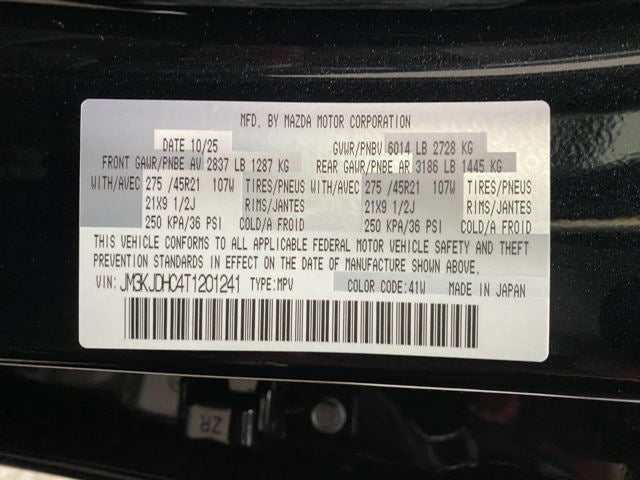 MFD. BY MAZDA MOTOR CORPORATION
DATE 10/25 GVWR/PNBV 6014 LB 2728 KG
FRONT GAWR/PNBE AV 2837 LB 1287 KG REAR GAWR/PNBE AR 3186 LB 1445 KG
WITH/AVEC 275 /45R21 107W TIRES/PNEUS WITH/AVEC 275 /45R21 107W TIRES/PNEUS
21X9 1/2J RIMS/JANTES 21X9 1/2J RIMS/JANTES
250 KPA/36 PSI COLD/A FROID 250 KPA/36 PSI COLD/A FROID
THIS VEHICLE CONFORMS TO ALL APPLICABLE FEDERAL MOTOR VEHICLE SAFETY AND THEFT
PREVENTION STANDARDS IN EFFECT ON THE DATE OF MANUFACTURE SHOWN ABOVE.
VIN: JM3KJDHC4T1201241 TYPE:MPV COLOR CODE:41W MADE IN JAPAN
ZR